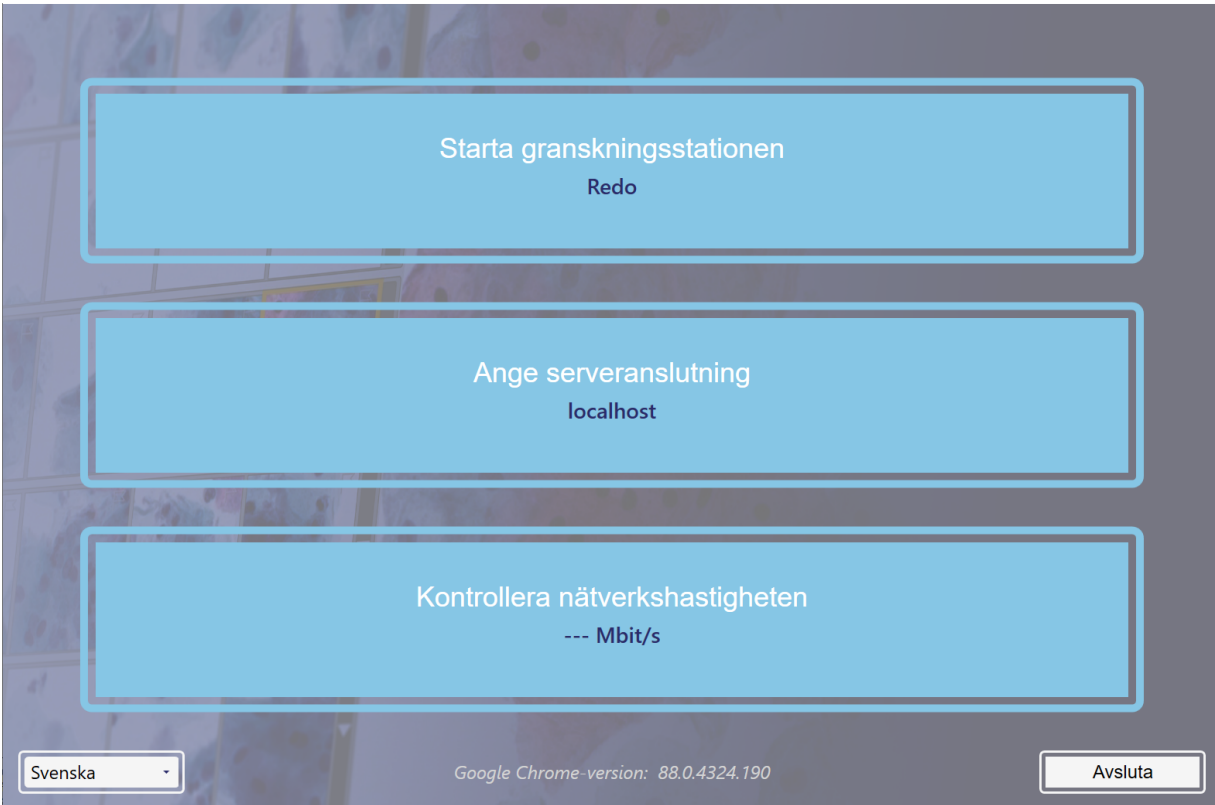 Starta granskningsstationen
Redo
Ange serveranslutning
localhost
Kontrollera nätverkshastigheten
--- Mbit/s
Svenska
Google Chrome-version: 88.0.4324.190
Avsluta